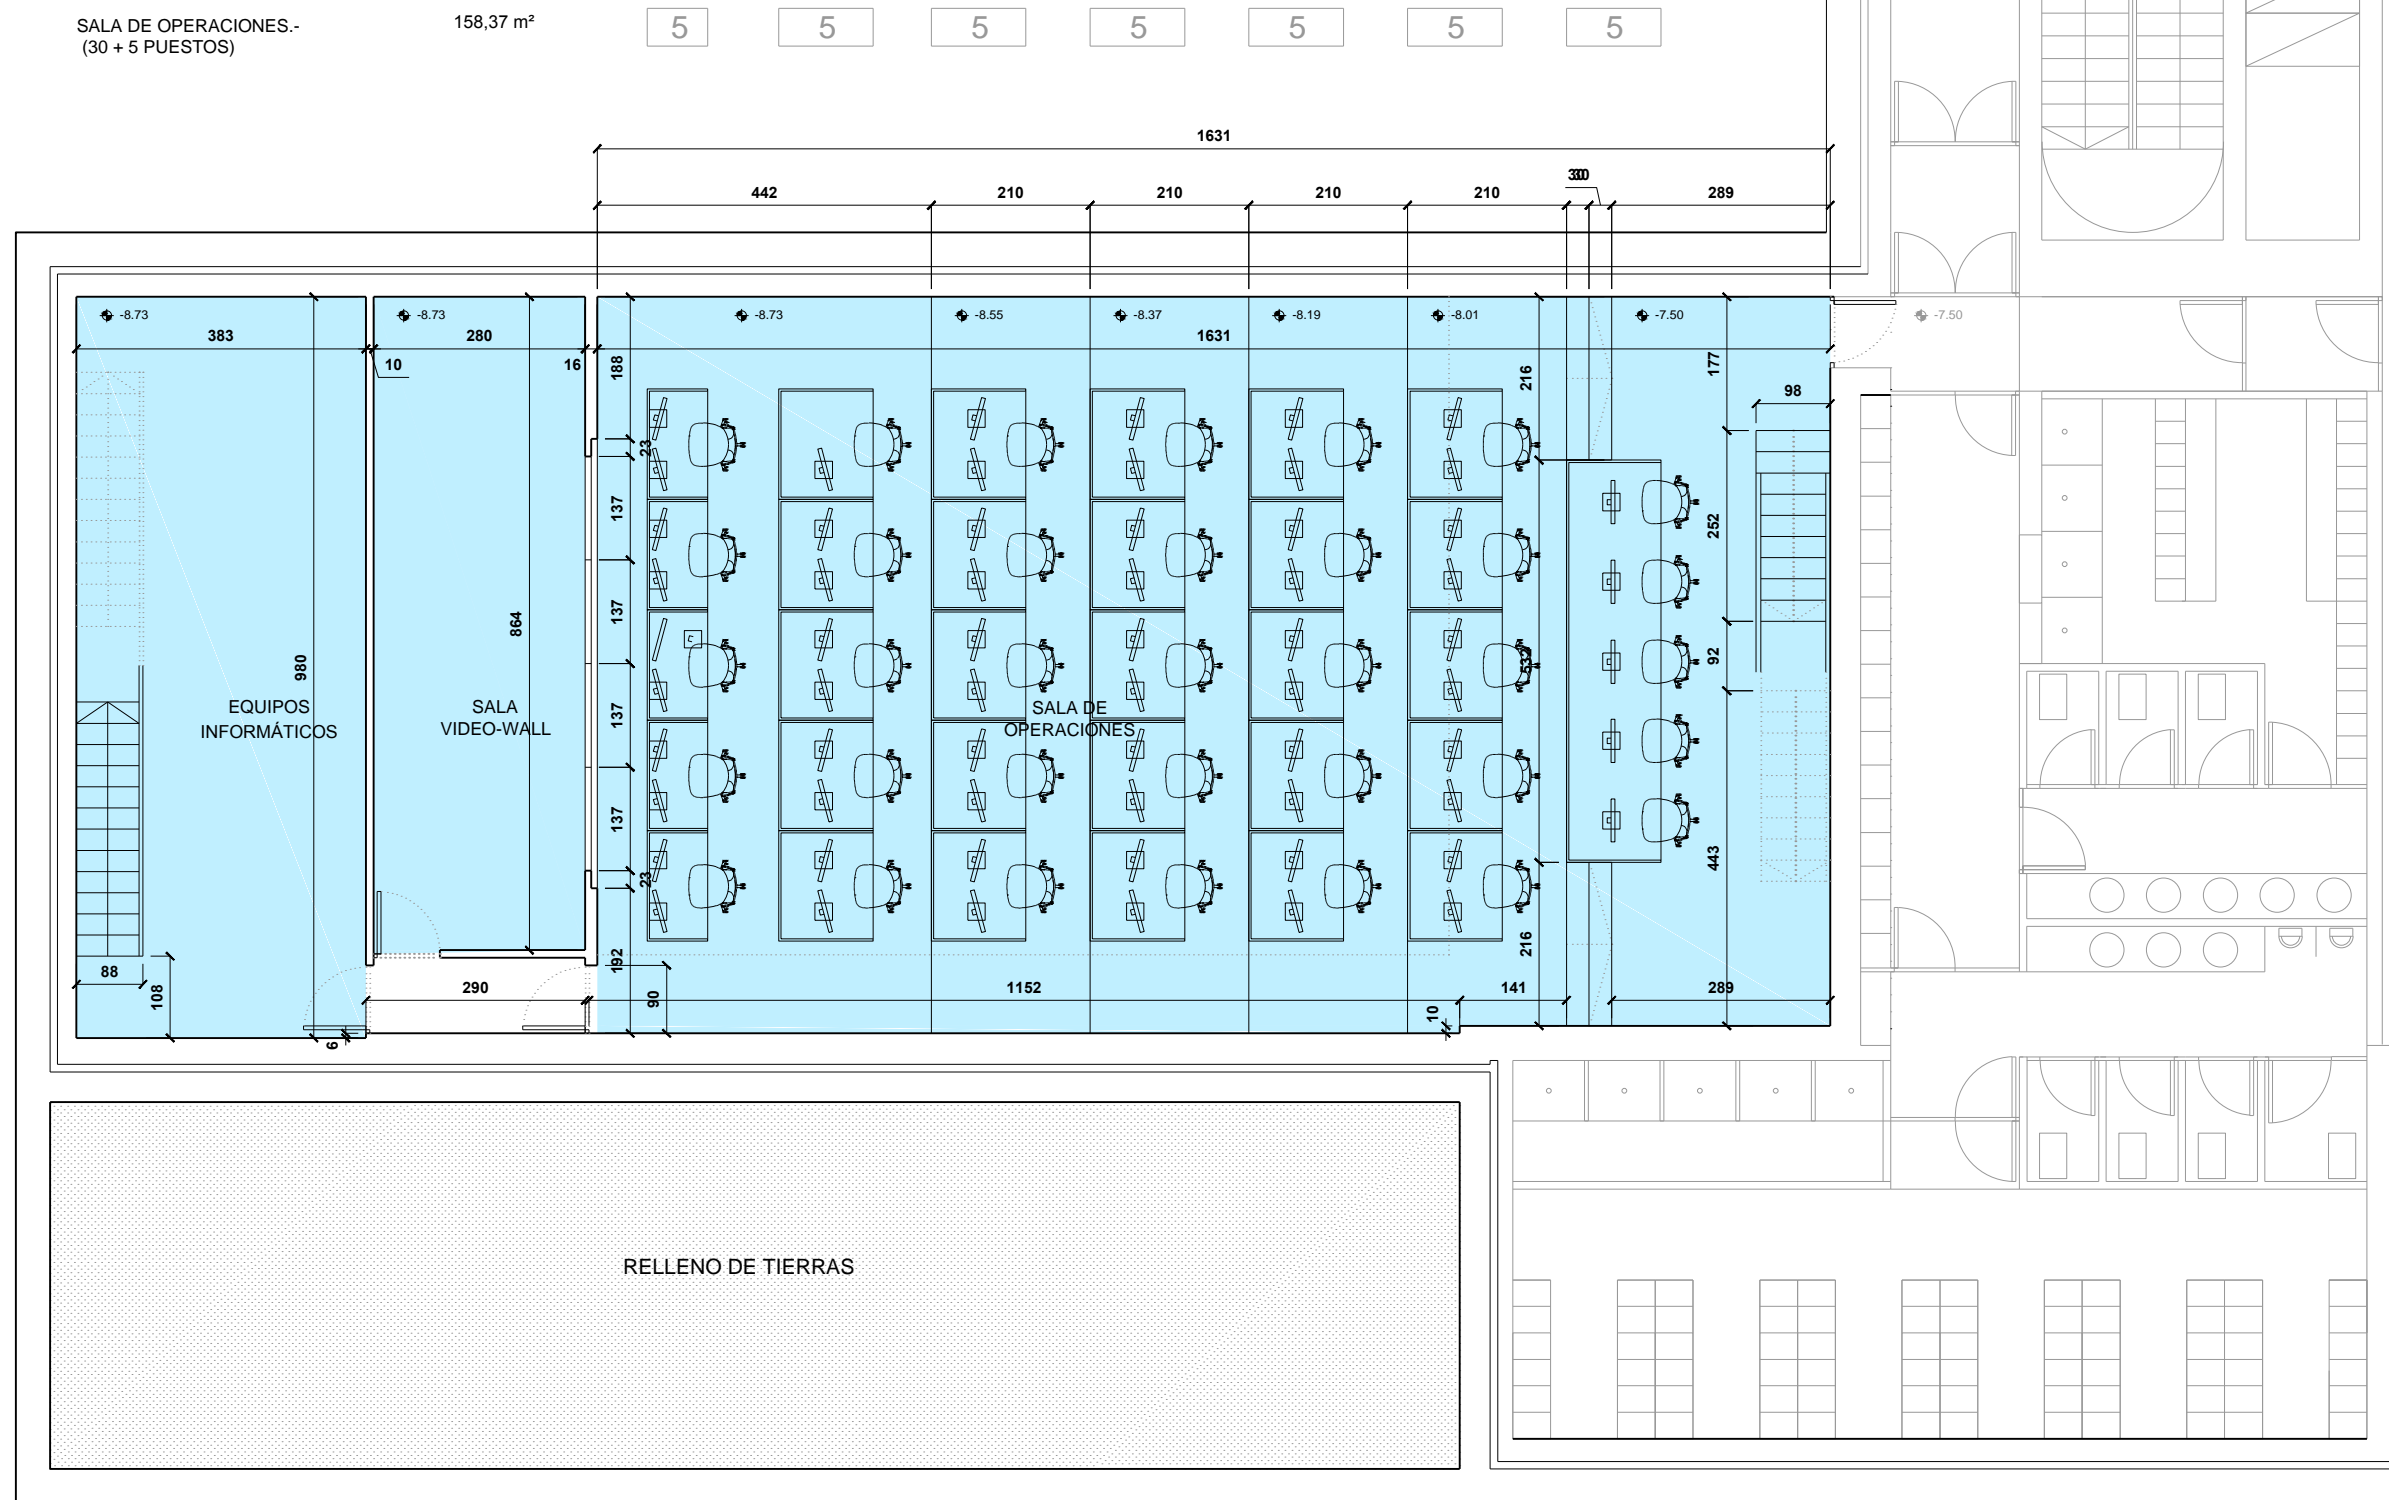 SALA DE OPERACIONES.- 158,37 m²
(30 + 5 PUESTOS)
5 5 5 5 5 5 5
1631
442 210 210 210 210 30 30 289
-8.73 -8.73 -8.73 -8.55 -8.37 -8.19 -8.01 -7.50 -7.50
383 280 1631
10 16 188 216 177
98
23
137 252
137
864
980
532
92
EQUIPOS
INFORMÁTICOS
SALA
VIDEO-WALL
SALA DE
OPERACIONES
137
137
23
443
192 216
88 108 290 90 1152 141 289
10
6
RELLENO DE TIERRAS